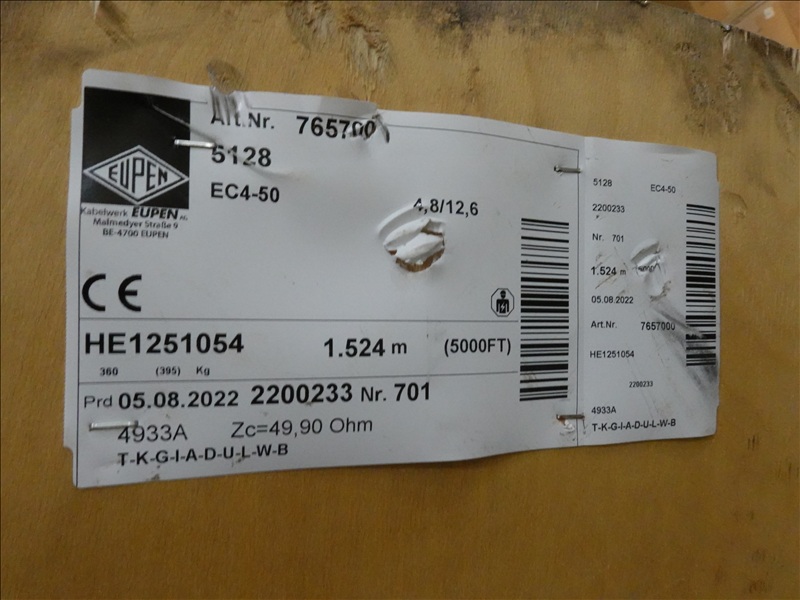 Art.Nr. 765700
5128
EC4-50
4,8/12,6
EUPEN
Kabelwerk EUPEN AG
Malmedyer Straße 9
BE-4700 EUPEN
CE
HE1251054 1.524 m (5000FT)
360 (395) Kg
Prd 05.08.2022 2200233 Nr. 701
4933A Zc=49,90 Ohm
T-K-G-I-A-D-U-L-W-B
5128 EC4-50
2200233
Nr. 701
1.524 m
05.08.2022
Art.Nr. 7657000
HE1251054
2200233
4933A
T-K-G-I-A-D-U-L-W-B